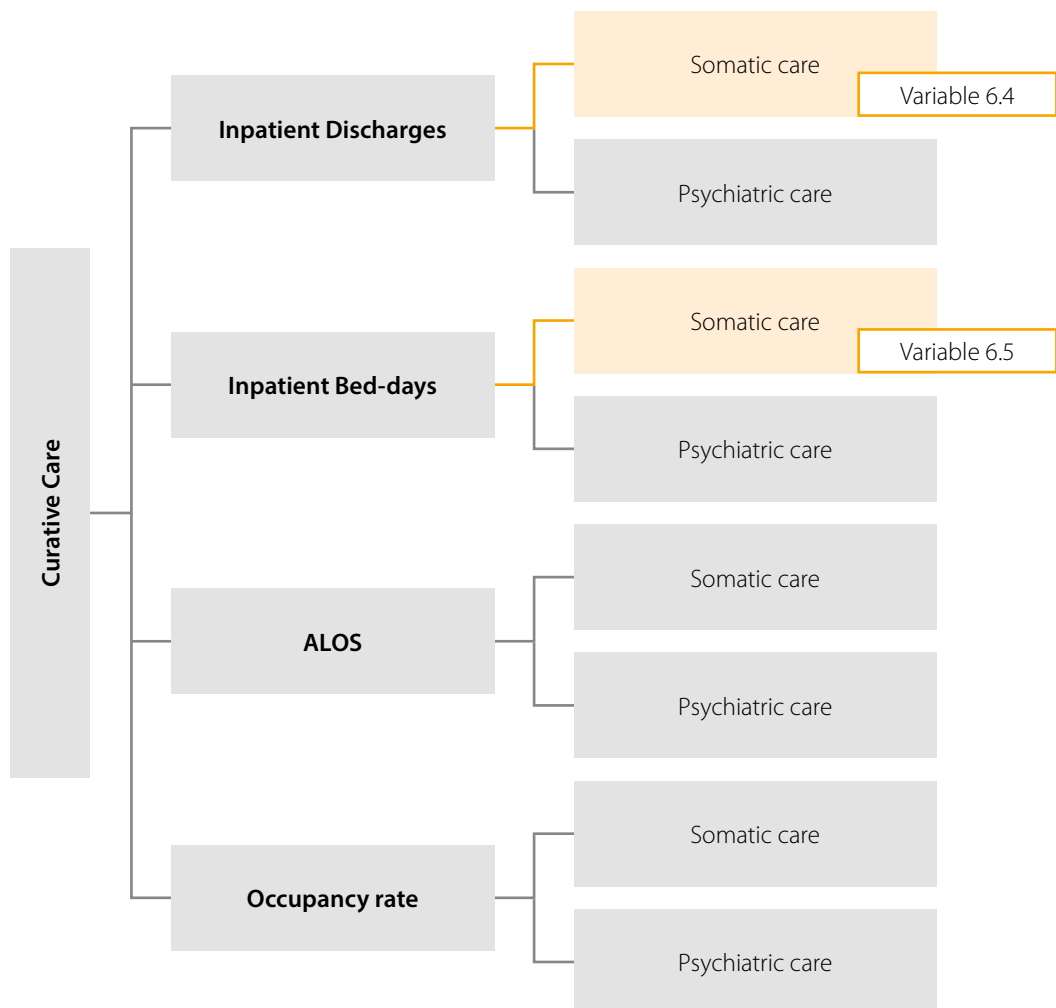 Curative Care
Inpatient Discharges
Somatic care
Variable 6.4
Psychiatric care
Inpatient Bed-days
Somatic care
Variable 6.5
Psychiatric care
ALOS
Somatic care
Psychiatric care
Occupancy rate
Somatic care
Psychiatric care